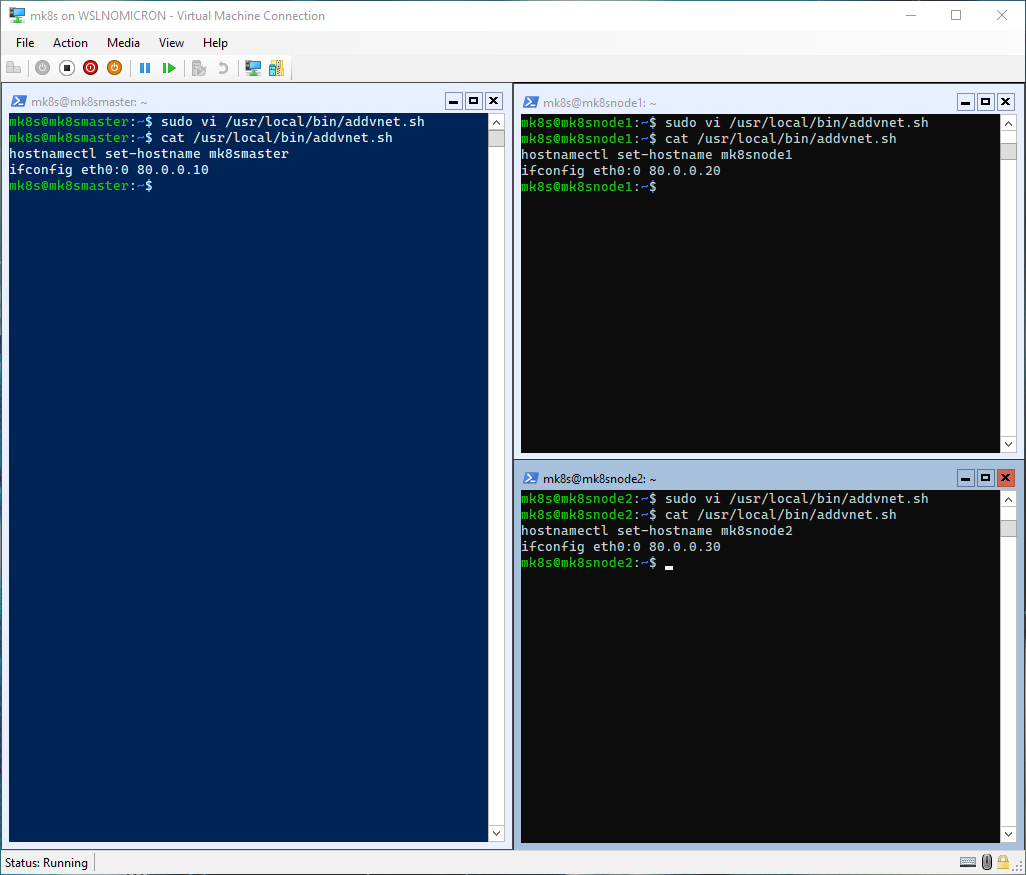 mk8s on WSLNOMICRON - Virtual Machine Connection
File Action Media View Help
mk8s@mk8smaster: ~
mk8s@mk8smaster:~$ sudo vi /usr/local/bin/addvnet.sh
mk8s@mk8smaster:~$ cat /usr/local/bin/addvnet.sh
hostnamectl set-hostname mk8smaster
ifconfig eth0:0 80.0.0.10
mk8s@mk8smaster:~$
mk8s@mk8snode1: ~
mk8s@mk8snode1:~$ sudo vi /usr/local/bin/addvnet.sh
mk8s@mk8snode1:~$ cat /usr/local/bin/addvnet.sh
hostnamectl set-hostname mk8snode1
ifconfig eth0:0 80.0.0.20
mk8s@mk8snode1:~$
mk8s@mk8snode2: ~
mk8s@mk8snode2:~$ sudo vi /usr/local/bin/addvnet.sh
mk8s@mk8snode2:~$ cat /usr/local/bin/addvnet.sh
hostnamectl set-hostname mk8snode2
ifconfig eth0:0 80.0.0.30
mk8s@mk8snode2:~$
Status: Running